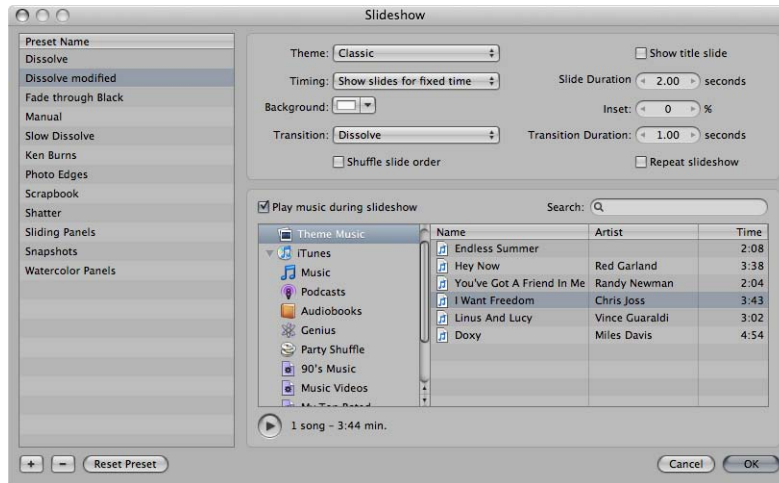 Slideshow
Preset Name
Dissolve
Dissolve modified
Fade through Black
Manual
Slow Dissolve
Ken Burns
Photo Edges
Scrapbook
Shatter
Sliding Panels
Snapshots
Watercolor Panels
Theme: Classic
Show title slide
Timing: Show slides for fixed time
Slide Duration 2.00 seconds
Background:
Inset: 0 %
Transition: Dissolve
Transition Duration: 1.00 seconds
Shuffle slide order
Repeat slideshow
Play music during slideshow
Search:
Theme Music
iTunes
Music
Podcasts
Audiobooks
Genius
Party Shuffle
90's Music
Music Videos
My Top Rated
Name Artist Time
Endless Summer 2:08
Hey Now Red Garland 3:38
You've Got A Friend In Me Randy Newman 2:04
I Want Freedom Chris Joss 3:43
Linus And Lucy Vince Guaraldi 3:02
Doxy Miles Davis 4:54
1 song – 3:44 min.
+ − Reset Preset
Cancel OK